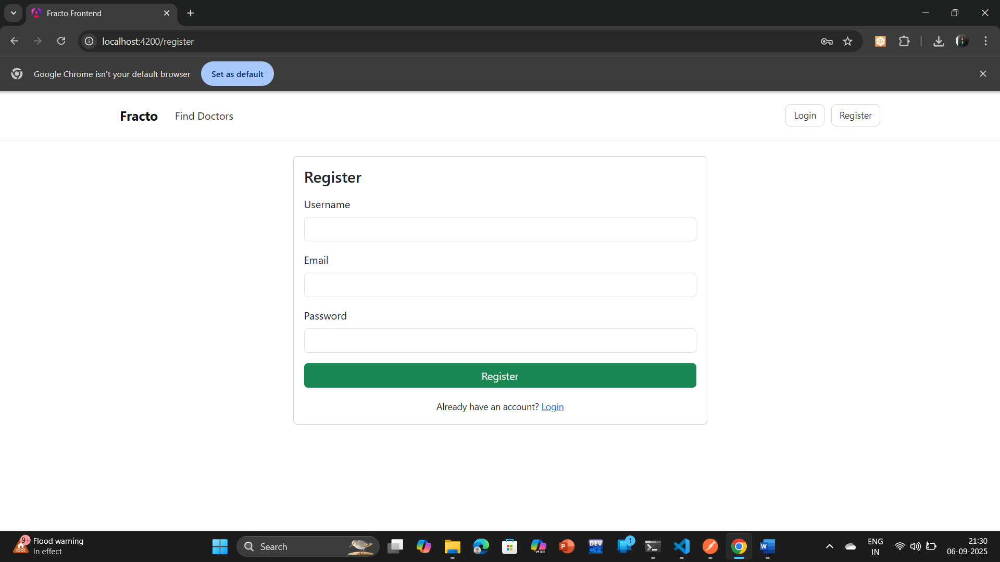 Fracto Frontend
localhost:4200/register
Google Chrome isn't your default browser
Set as default
Fracto
Find Doctors
Login
Register
Register
Username
Email
Password
Register
Already have an account? Login
9+
Flood warning
In effect
Search
M365
P
DEV
C++
1
W
ENG
IN
21:30
06-09-2025